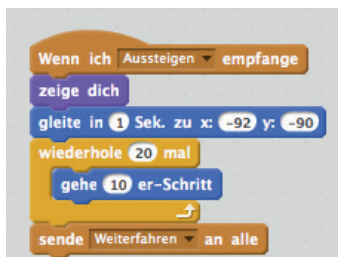 Wenn ich Aussteigen empfange
zeige dich
gleite in 1 Sek. zu x: -92 y: -90
wiederhole 20 mal
gehe 10 er-Schritt
sende Weiterfahren an alle